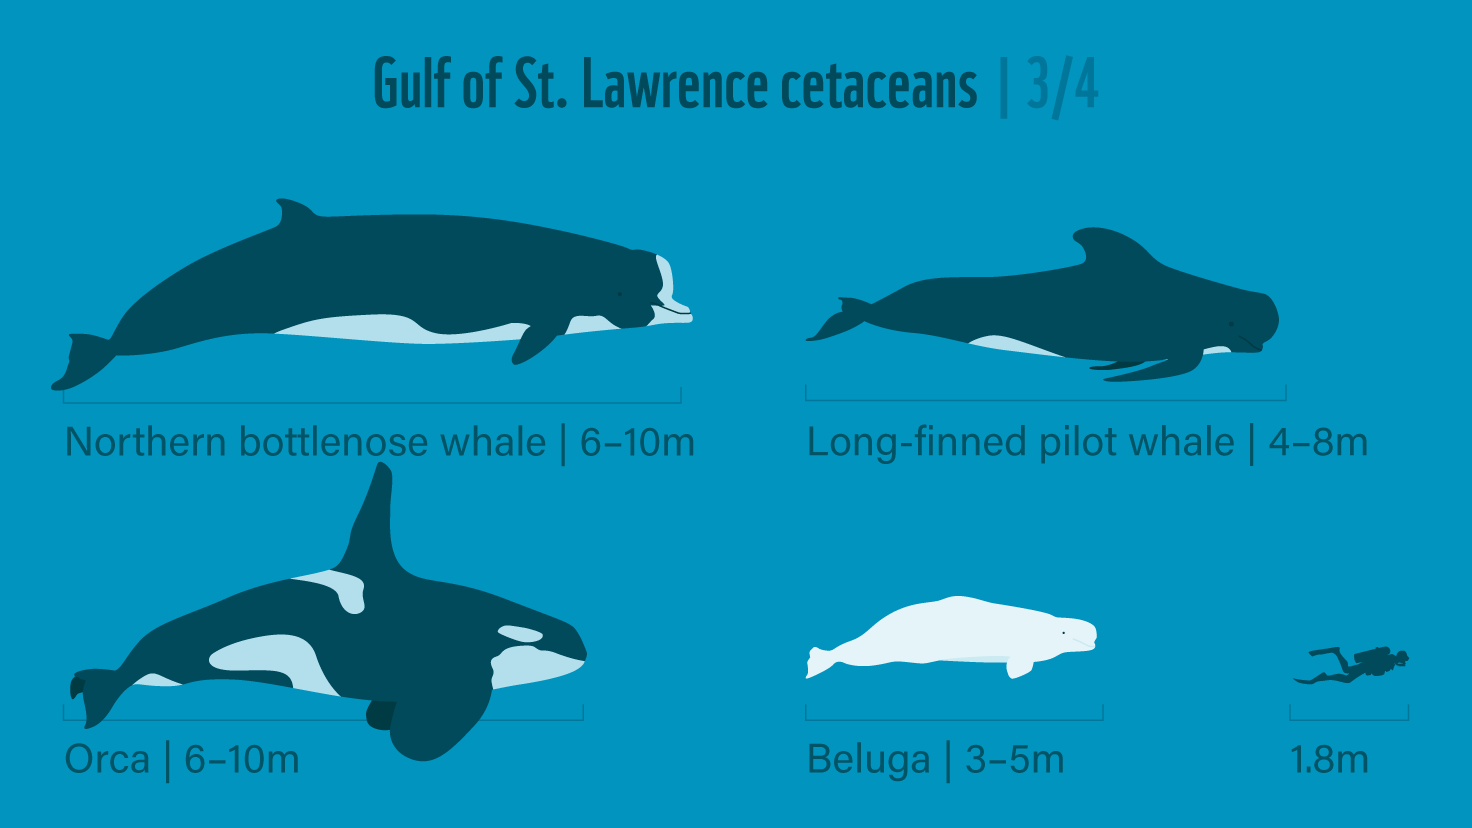 Gulf of St. Lawrence cetaceans | 3/4
Northern bottlenose whale | 6–10m
Long-finned pilot whale | 4–8m
Orca | 6–10m
Beluga | 3–5m
1.8m